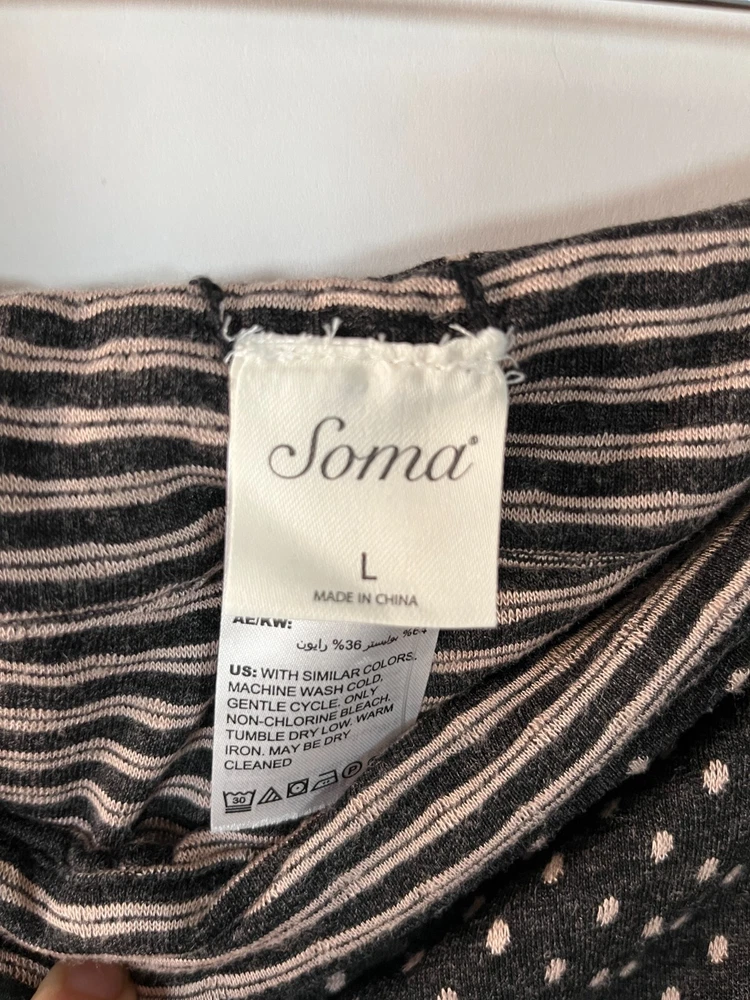 Soma®
L
MADE IN CHINA
AE/KW:
%64 بوليستر %36 رايون
US: WITH SIMILAR COLORS.
MACHINE WASH COLD.
GENTLE CYCLE. ONLY
NON-CHLORINE BLEACH.
TUMBLE DRY LOW. WARM
IRON. MAY BE DRY
CLEANED
30 P